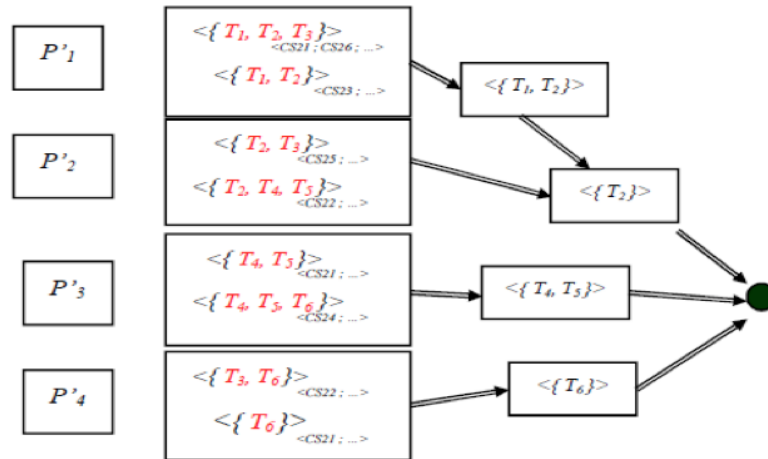 P'1
<{ T1, T2, T3}>
<CS21 ; CS26 ; ...>
<{ T1, T2}>
<CS23 ; ...>
<{ T1, T2}>
P'2
<{ T2, T3}>
<CS25 ; ...>
<{ T2, T4, T5}>
<CS22 ; ...>
<{ T2}>
P'3
<{ T4, T5}>
<CS21 ; ...>
<{ T4, T5, T6}>
<CS24 ; ...>
<{ T4, T5}>
P'4
<{ T3, T6}>
<CS22 ; ...>
<{ T6}>
<CS21 ; ...>
<{ T6}>